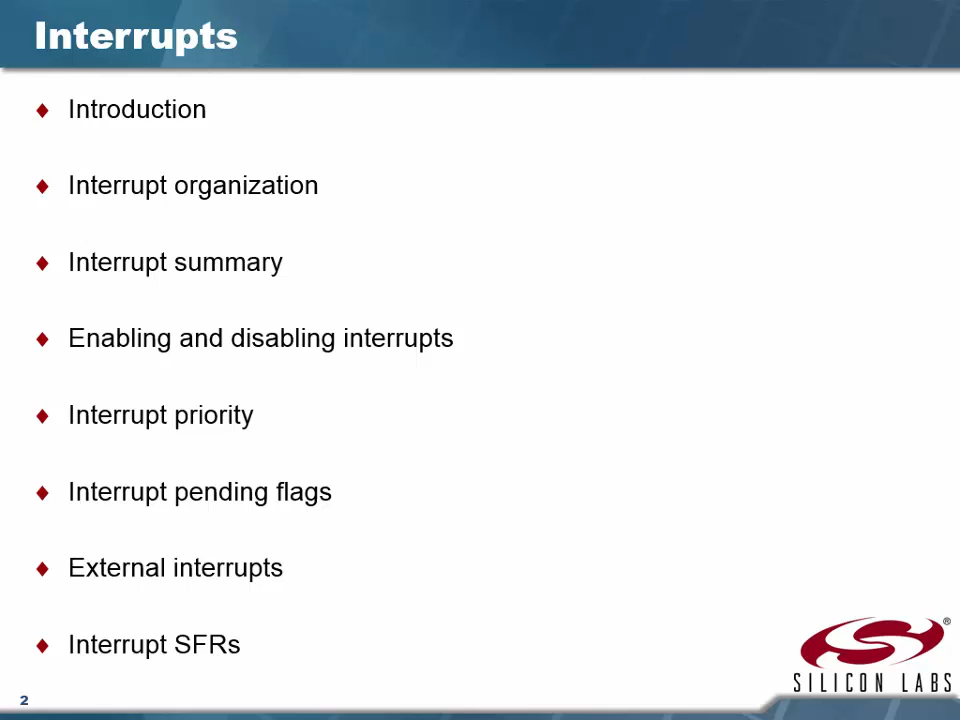 Interrupts
♦ Introduction
♦ Interrupt organization
♦ Interrupt summary
♦ Enabling and disabling interrupts
♦ Interrupt priority
♦ Interrupt pending flags
♦ External interrupts
♦ Interrupt SFRs
®
SILICON LABS
2